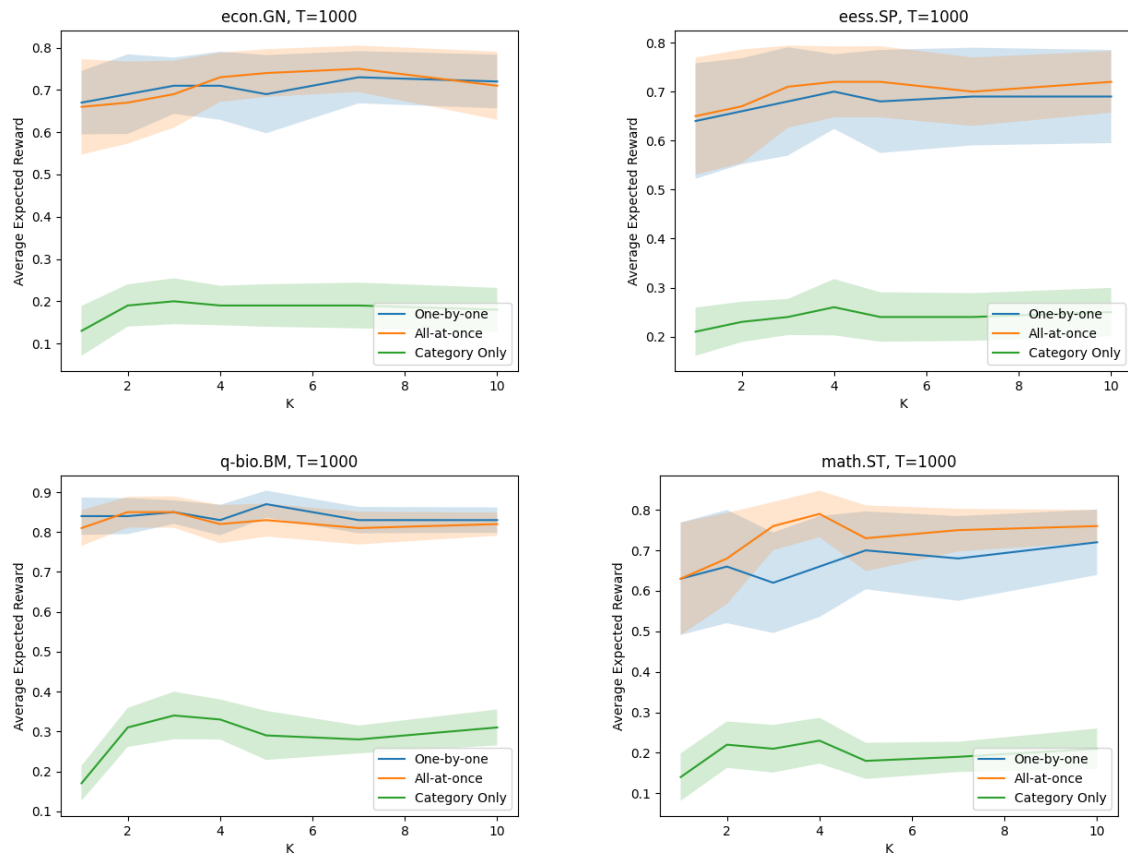 econ.GN, T=1000
Average Expected Reward
0.8
0.7
0.6
0.5
0.4
0.3
0.2
0.1
2
4
6
8
10
K
One-by-one
All-at-once
Category Only
eess.SP, T=1000
Average Expected Reward
0.8
0.7
0.6
0.5
0.4
0.3
0.2
2
4
6
8
10
K
One-by-one
All-at-once
Category Only
q-bio.BM, T=1000
Average Expected Reward
0.9
0.8
0.7
0.6
0.5
0.4
0.3
0.2
0.1
2
4
6
8
10
K
One-by-one
All-at-once
Category Only
math.ST, T=1000
Average Expected Reward
0.8
0.7
0.6
0.5
0.4
0.3
0.2
0.1
2
4
6
8
10
K
One-by-one
All-at-once
Category Only